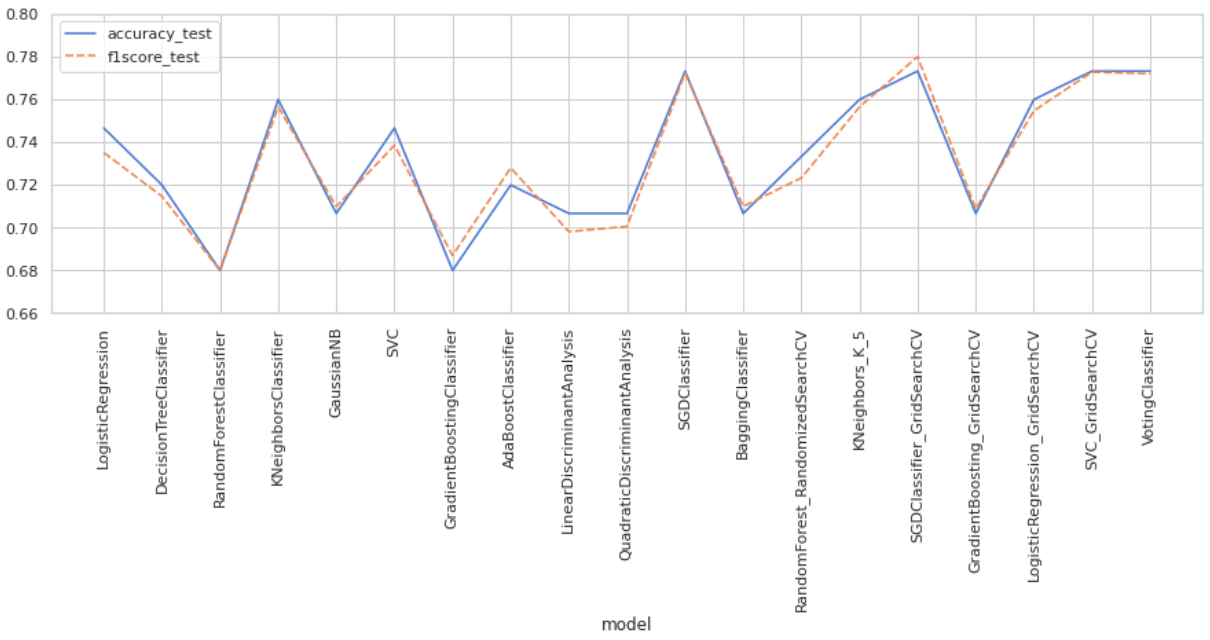 accuracy_test
f1score_test
0.80
0.78
0.76
0.74
0.72
0.70
0.68
0.66
LogisticRegression
DecisionTreeClassifier
RandomForestClassifier
KNeighborsClassifier
GaussianNB
SVC
GradientBoostingClassifier
AdaBoostClassifier
LinearDiscriminantAnalysis
QuadraticDiscriminantAnalysis
SGDClassifier
BaggingClassifier
RandomForest_RandomizedSearchCV
KNeighbors_K_5
SGDClassifier_GridSearchCV
GradientBoosting_GridSearchCV
LogisticRegression_GridSearchCV
SVC_GridSearchCV
VotingClassifier
model